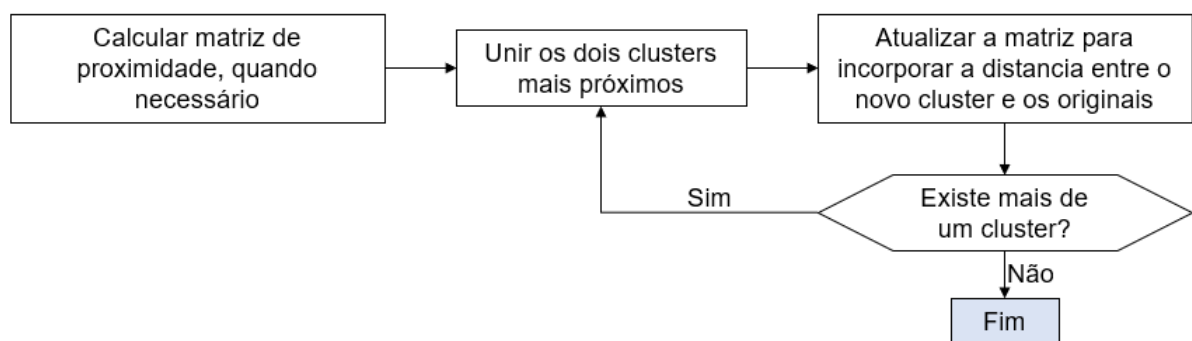 Calcular matriz de
proximidade, quando
necessário
Unir os dois clusters
mais próximos
Atualizar a matriz para
incorporar a distancia entre o
novo cluster e os originais
Sim
Existe mais de
um cluster?
Não
Fim